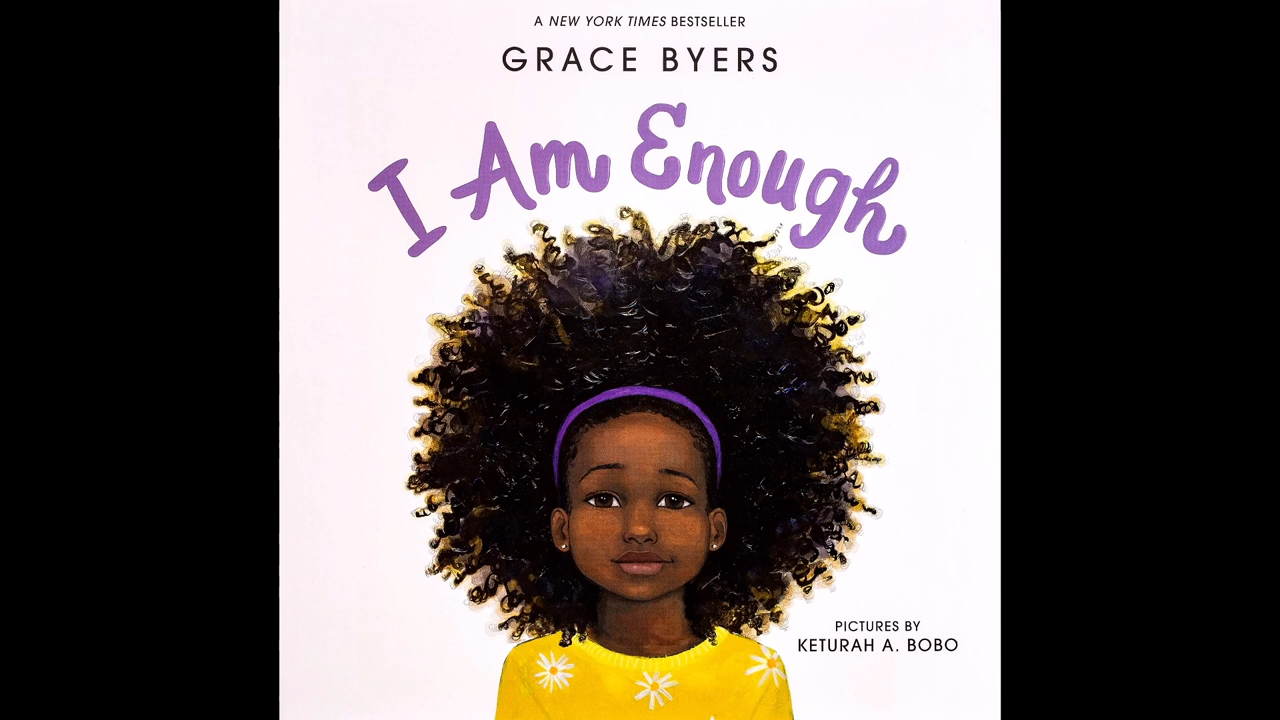 A NEW YORK TIMES BESTSELLER
GRACE BYERS
I Am Enough
PICTURES BY
KETURAH A. BOBO